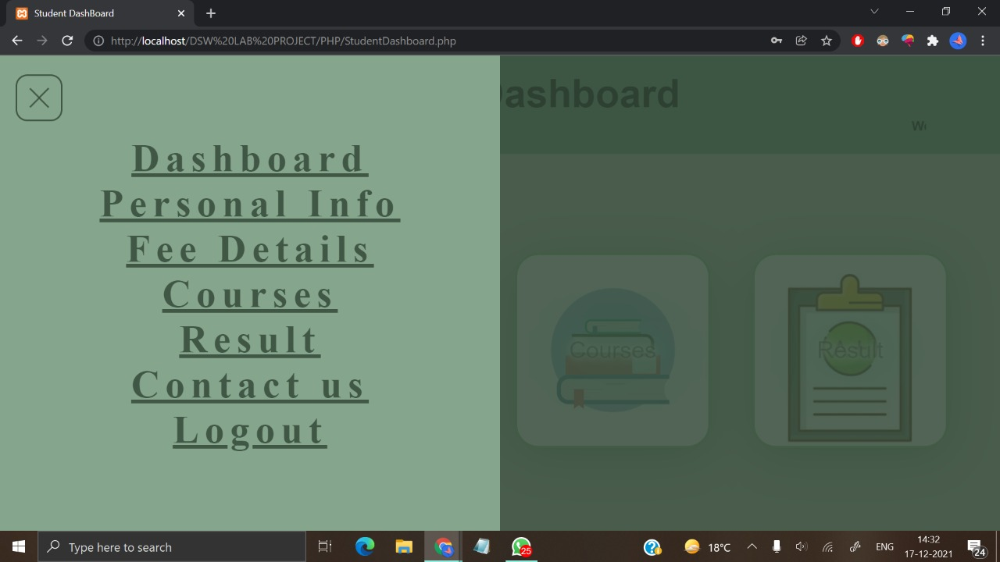 Student DashBoard
http://localhost/DSW%20LAB%20PROJECT/PHP/StudentDashboard.php
Dashboard
Dashboard
Personal Info
Fee Details
Courses
Result
Contact us
Logout
Courses
Result
Type here to search
25
18°C
ENG
14:32
17-12-2021
24